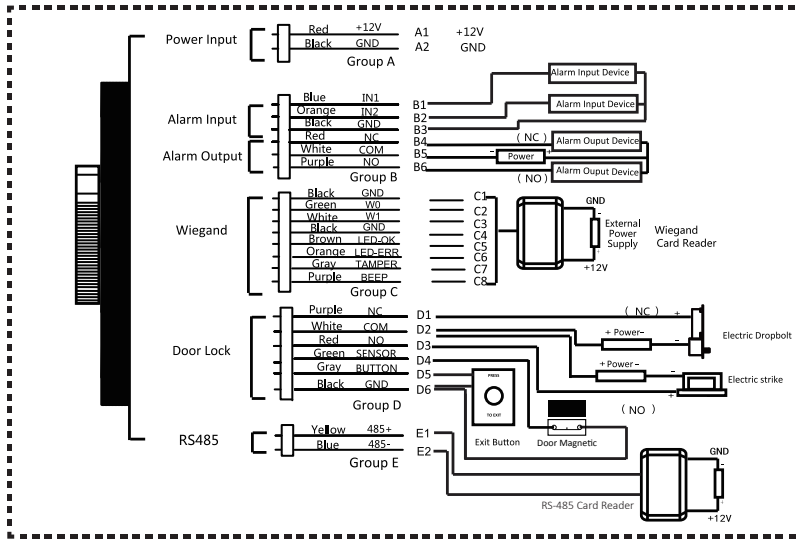 Power Input
Red +12V A1 +12V
Black GND A2 GND
Group A
Alarm Input
Alarm Output
Blue IN1 B1
Orange IN2 B2
Black GND B3
Red NC B4
White COM B5
Purple NO B6
Group B
Alarm Input Device
Alarm Input Device
( NC ) Alarm Ouput Device
- Power +
( NO ) Alarm Ouput Device
Wiegand
Black GND C1
Green W0 C2
White W1 C3
Black GND C4
Brown LED-OK C5
Orange LED-ERR C6
Gray TAMPER C7
Purple BEEP C8
Group C
GND
-
External
Power
Supply
+
+12V
Wiegand
Card Reader
Door Lock
Purple NC D1
White COM D2
Red NO D3
Green SENSOR D4
Gray BUTTON D5
Black GND D6
Group D
( NC ) +
+ Power - -
Electric Dropbolt
+ Power - -
Electric strike
+
( NO )
PRESS
TO EXIT
Exit Button
Door Magnetic
RS485
Yellow 485+ E1
Blue 485- E2
Group E
RS-485 Card Reader
GND
-
+
+12V